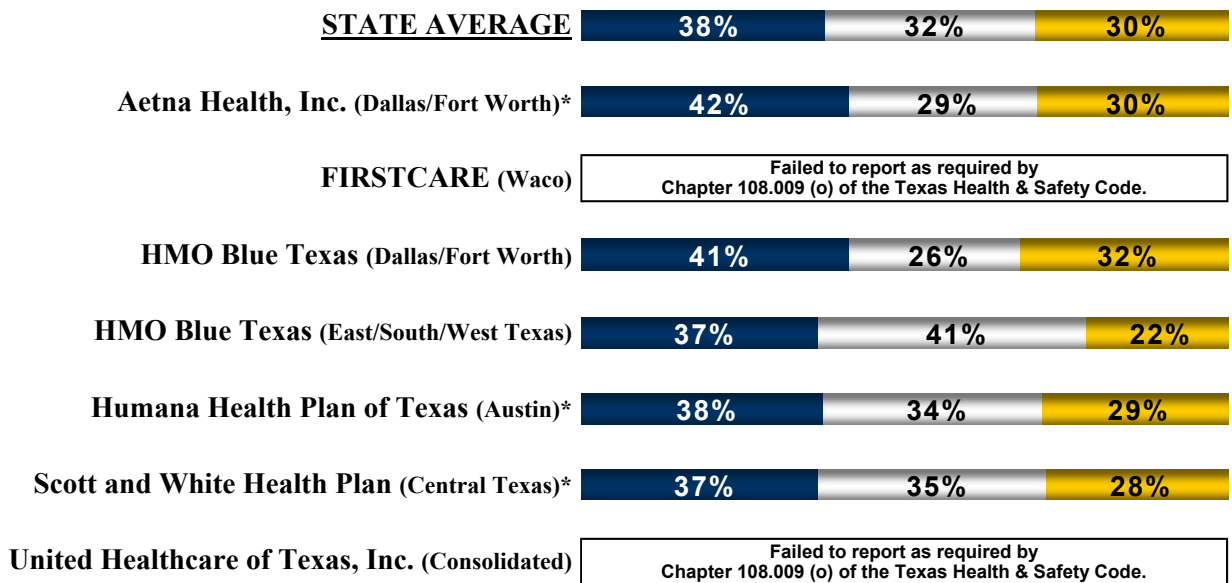 STATE AVERAGE 38% 32% 30%
Aetna Health, Inc. (Dallas/Fort Worth)* 42% 29% 30%
FIRSTCARE (Waco) Failed to report as required by
Chapter 108.009 (o) of the Texas Health & Safety Code.
HMO Blue Texas (Dallas/Fort Worth) 41% 26% 32%
HMO Blue Texas (East/South/West Texas) 37% 41% 22%
Humana Health Plan of Texas (Austin)* 38% 34% 29%
Scott and White Health Plan (Central Texas)* 37% 35% 28%
United Healthcare of Texas, Inc. (Consolidated) Failed to report as required by
Chapter 108.009 (o) of the Texas Health & Safety Code.